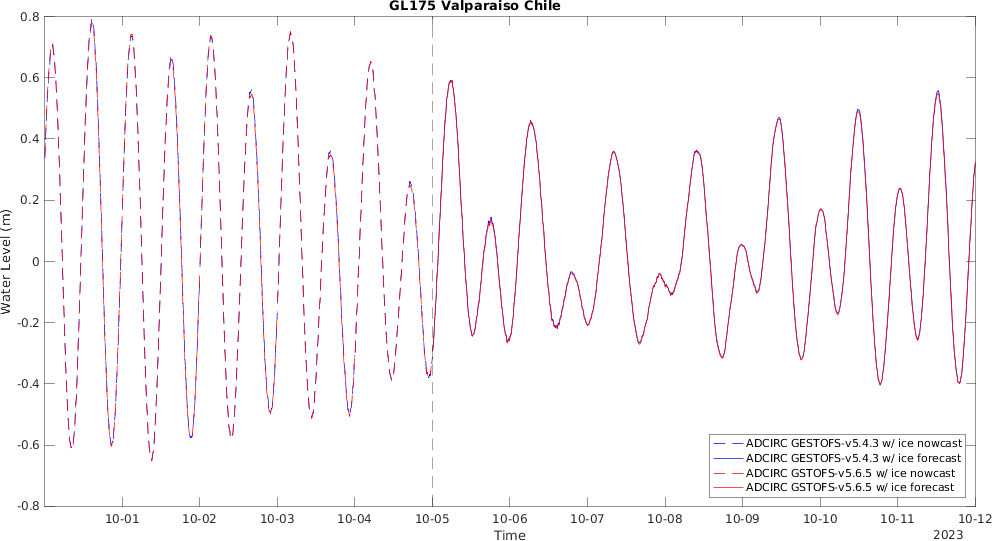 GL175 Valparaiso Chile
Water Level (m)
0.8
0.6
0.4
0.2
0
-0.2
-0.4
-0.6
-0.8
ADCIRC GESTOFS-v5.4.3 w/ ice nowcast
ADCIRC GESTOFS-v5.4.3 w/ ice forecast
ADCIRC GSTOFS-v5.6.5 w/ ice nowcast
ADCIRC GSTOFS-v5.6.5 w/ ice forecast
10-01 10-02 10-03 10-04 10-05 10-06 10-07 10-08 10-09 10-10 10-11 10-12
Time
2023